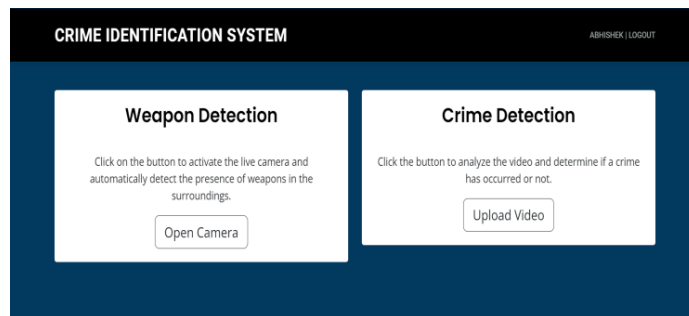 CRIME IDENTIFICATION SYSTEM
ABHISHEK | LOGOUT
Weapon Detection
Click on the button to activate the live camera and
automatically detect the presence of weapons in the
surroundings.
Open Camera
Crime Detection
Click the button to analyze the video and determine if a crime
has occurred or not.
Upload Video